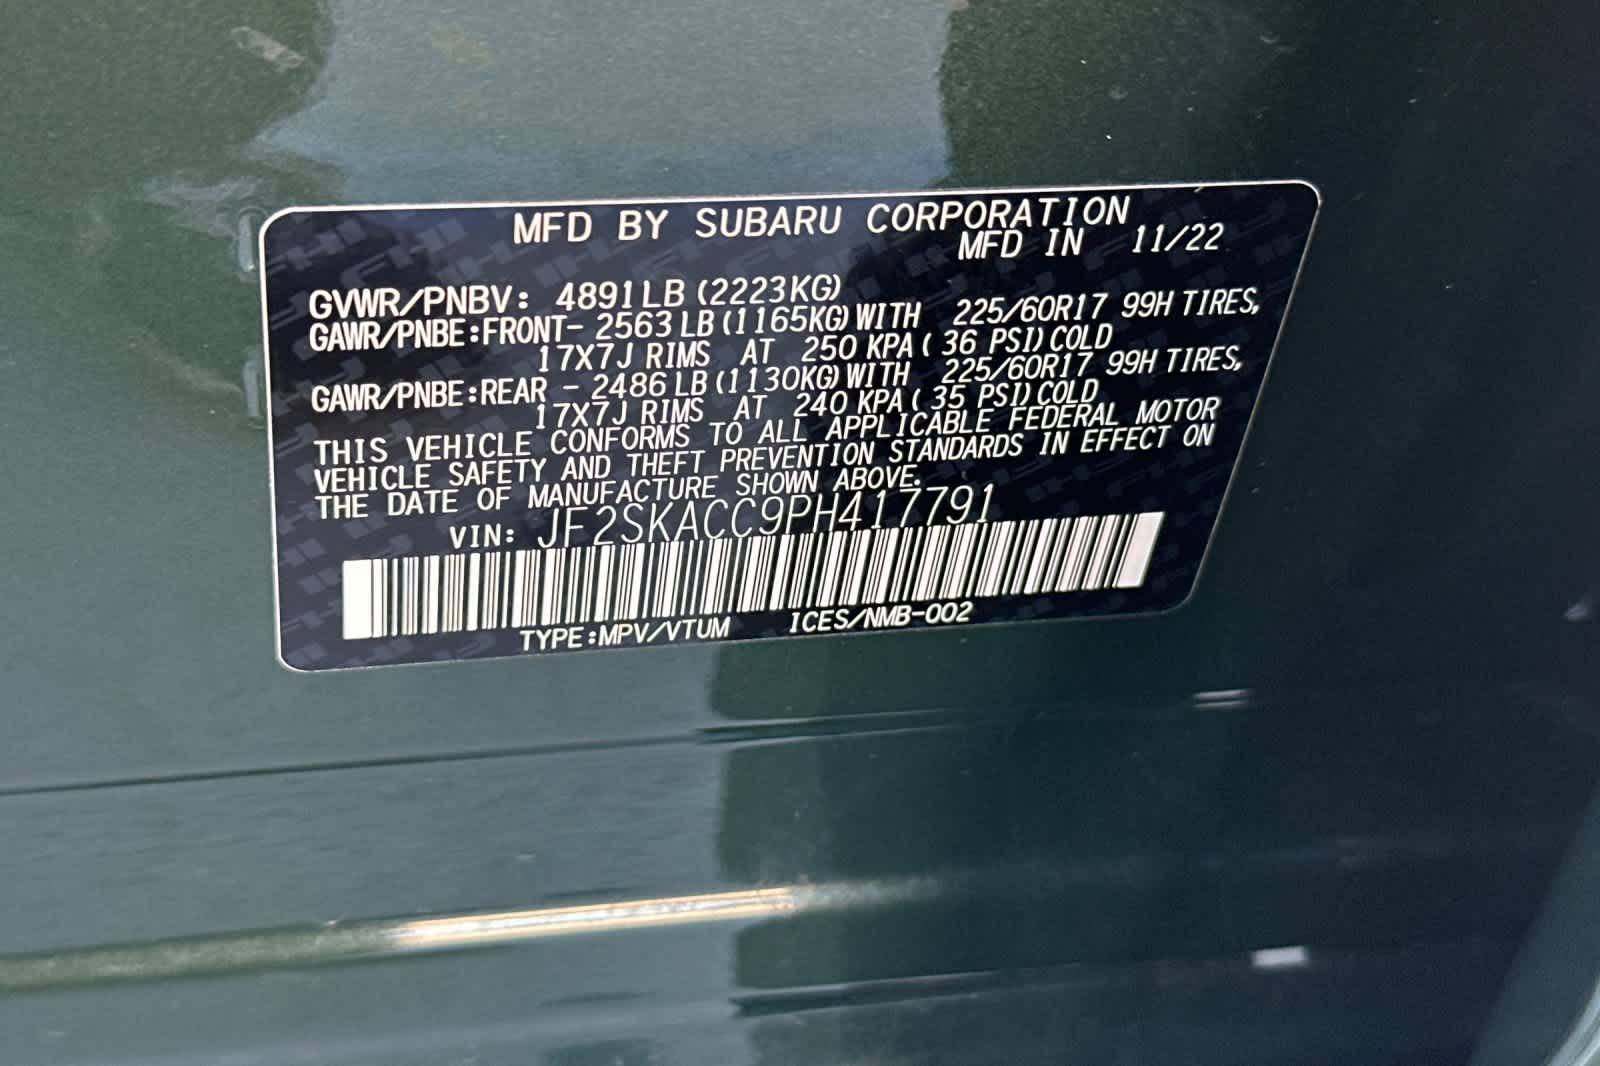 MFD BY SUBARU CORPORATION
MFD IN 11/22
GVWR/PNBV: 4891LB (2223KG)
GAWR/PNBE:FRONT- 2563LB(1165KG)WITH 225/60R17 99H TIRES,
17X7J RIMS AT 250 KPA( 36 PSI)COLD
GAWR/PNBE:REAR - 2486LB(1130KG)WITH 225/60R17 99H TIRES,
17X7J RIMS AT 240 KPA( 35 PSI)COLD
THIS VEHICLE CONFORMS TO ALL APPLICABLE FEDERAL MOTOR
VEHICLE SAFETY AND THEFT PREVENTION STANDARDS IN EFFECT ON
THE DATE OF MANUFACTURE SHOWN ABOVE.
VIN: JF2SKACC9PH417791
TYPE:MPV/VTUM ICES/NMB-002